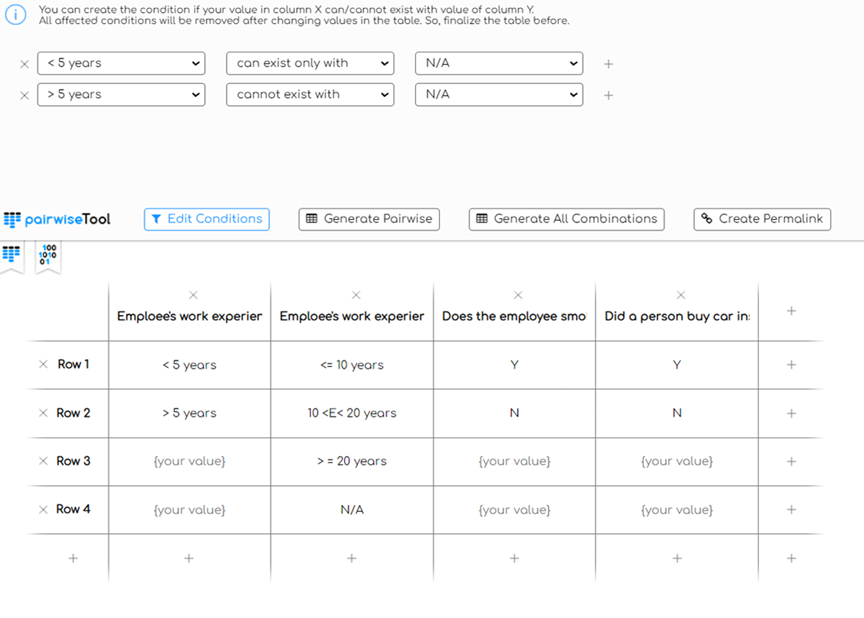 You can create the condition if your value in column X can/cannot exist with value of column Y.
All affected conditions will be removed after changing values in the table. So, finalize the table before.
< 5 years can exist only with N/A
> 5 years cannot exist with N/A
pairwiseTool Edit Conditions Generate Pairwise Generate All Combinations Create Permalink
100
1010
01
Emploee's work experier Emploee's work experier Does the employee smo Did a person buy car in
Row 1 < 5 years <= 10 years Y Y
Row 2 > 5 years 10 <E< 20 years N N
Row 3 {your value} > = 20 years {your value} {your value}
Row 4 {your value} N/A {your value} {your value}